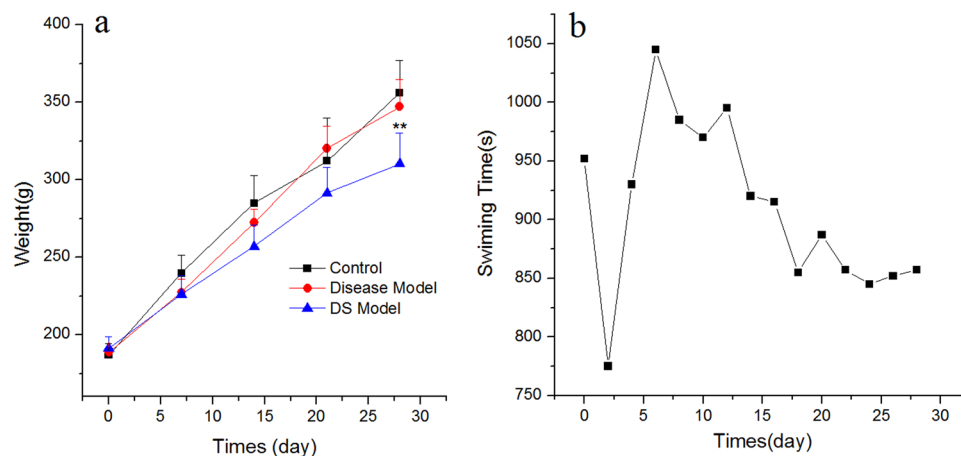 a
400
350
300
250
200
Weight(g)
**
Control
Disease Model
DS Model
0 5 10 15 20 25 30
Times (day)
b
1050
1000
950
900
850
800
750
Swiming Time(s)
0 5 10 15 20 25 30
Times(day)